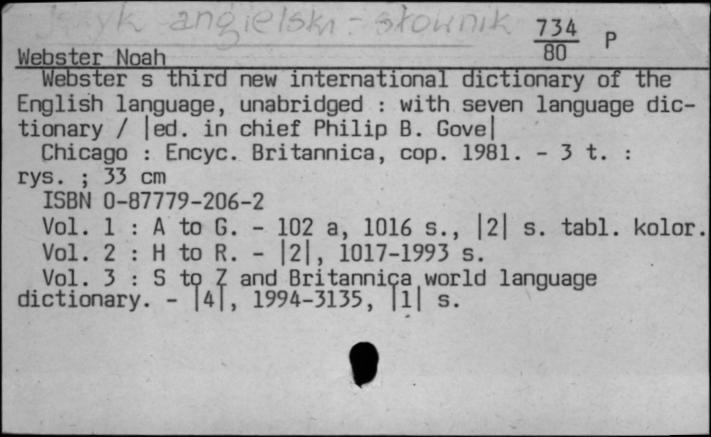 język angielski - słownik
734 P
80
Webster Noah
Webster s third new international dictionary of the
English language, unabridged : with seven language dic-
tionary / |ed. in chief Philip B. Gove|
Chicago : Encyc. Britannica, cop. 1981. - 3 t. :
rys. ; 33 cm
ISBN 0-87779-206-2
Vol. 1 : A to G. - 102 a, 1016 s., |2| s. tabl. kolor.
Vol. 2 : H to R. - |2|, 1017-1993 s.
Vol. 3 : S to Z and Britannica world language
dictionary. - |4|, 1994-3135, |1| s.